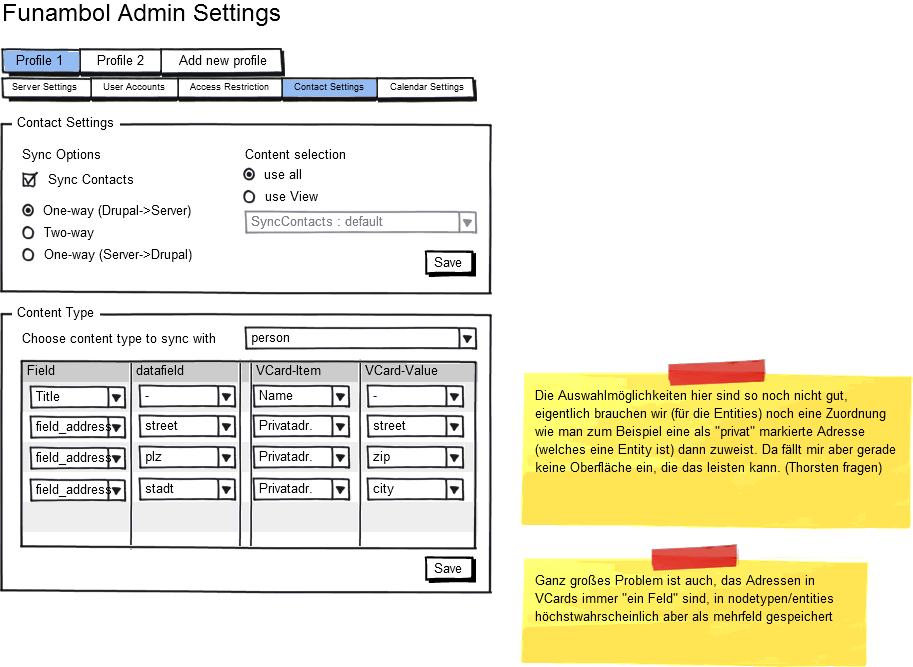 Funambol Admin Settings
Profile 1 Profile 2 Add new profile
Server Settings User Accounts Access Restriction Contact Settings Calendar Settings
Contact Settings
Sync Options
Sync Contacts
One-way (Drupal->Server)
Two-way
One-way (Server->Drupal)
Content selection
use all
use View
SyncContacts : default
Save
Content Type
Choose content type to sync with person
Field datafield VCard-Item VCard-Value
Title - Name -
field_address street Privatadr. street
field_address plz Privatadr. zip
field_address stadt Privatadr. city
Save
Die Auswahlmöglichkeiten hier sind so noch nicht gut,
eigentlich brauchen wir (für die Entities) noch eine Zuordnung
wie man zum Beispiel eine als "privat" markierte Adresse
(welches eine Entity ist) dann zuweist. Da fällt mir aber gerade
keine Oberfläche ein, die das leisten kann. (Thorsten fragen)
Ganz großes Problem ist auch, das Adressen in
VCards immer "ein Feld" sind, in nodetypen/entities
höchstwahrscheinlich aber als mehrfeld gespeichert